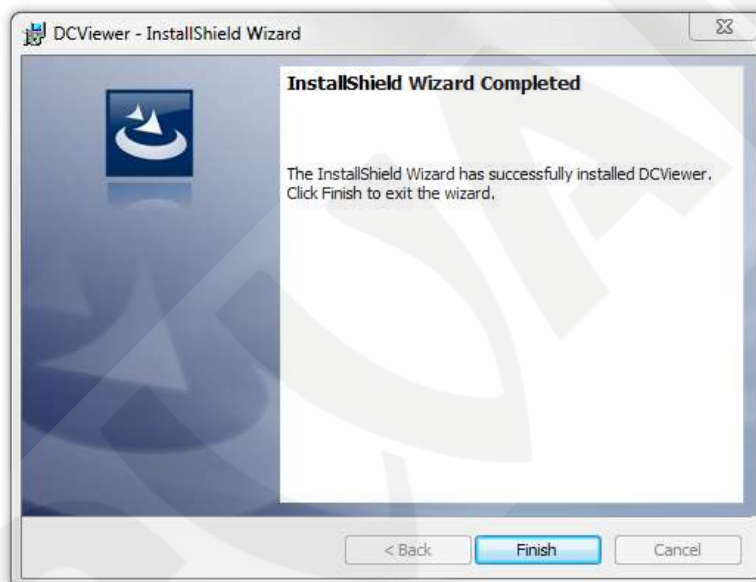 DCViewer - InstallShield Wizard
InstallShield Wizard Completed
The InstallShield Wizard has successfully installed DCViewer.
Click Finish to exit the wizard.
< Back
Finish
Cancel